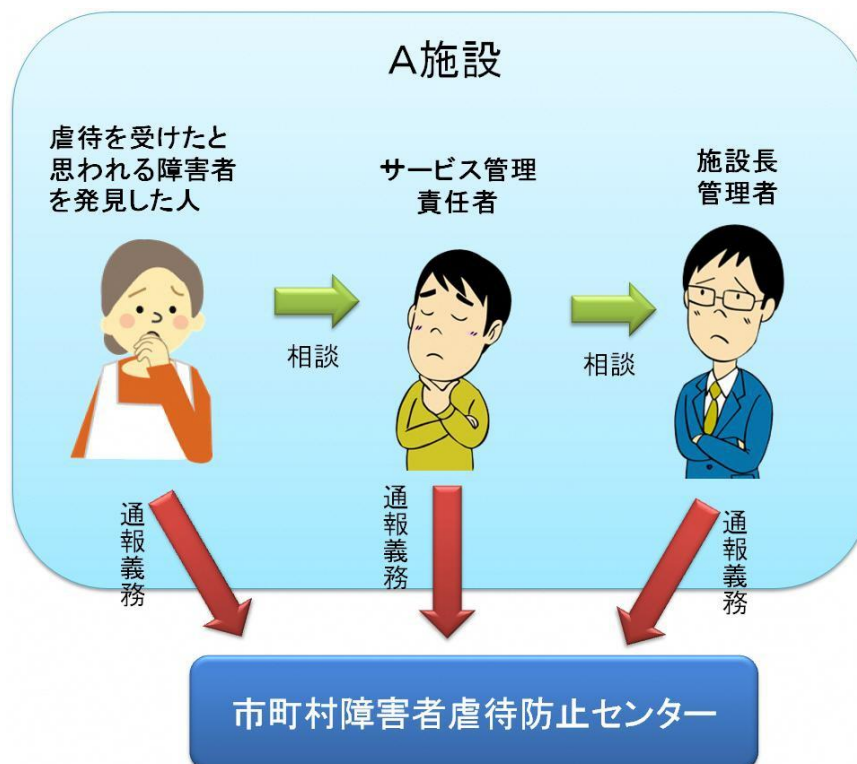 A施設
虐待を受けたと
思われる障害者
を発見した人
サービス管理
責任者
施設長
管理者
相談
相談
通報義務
通報義務
通報義務
市町村障害者虐待防止センター